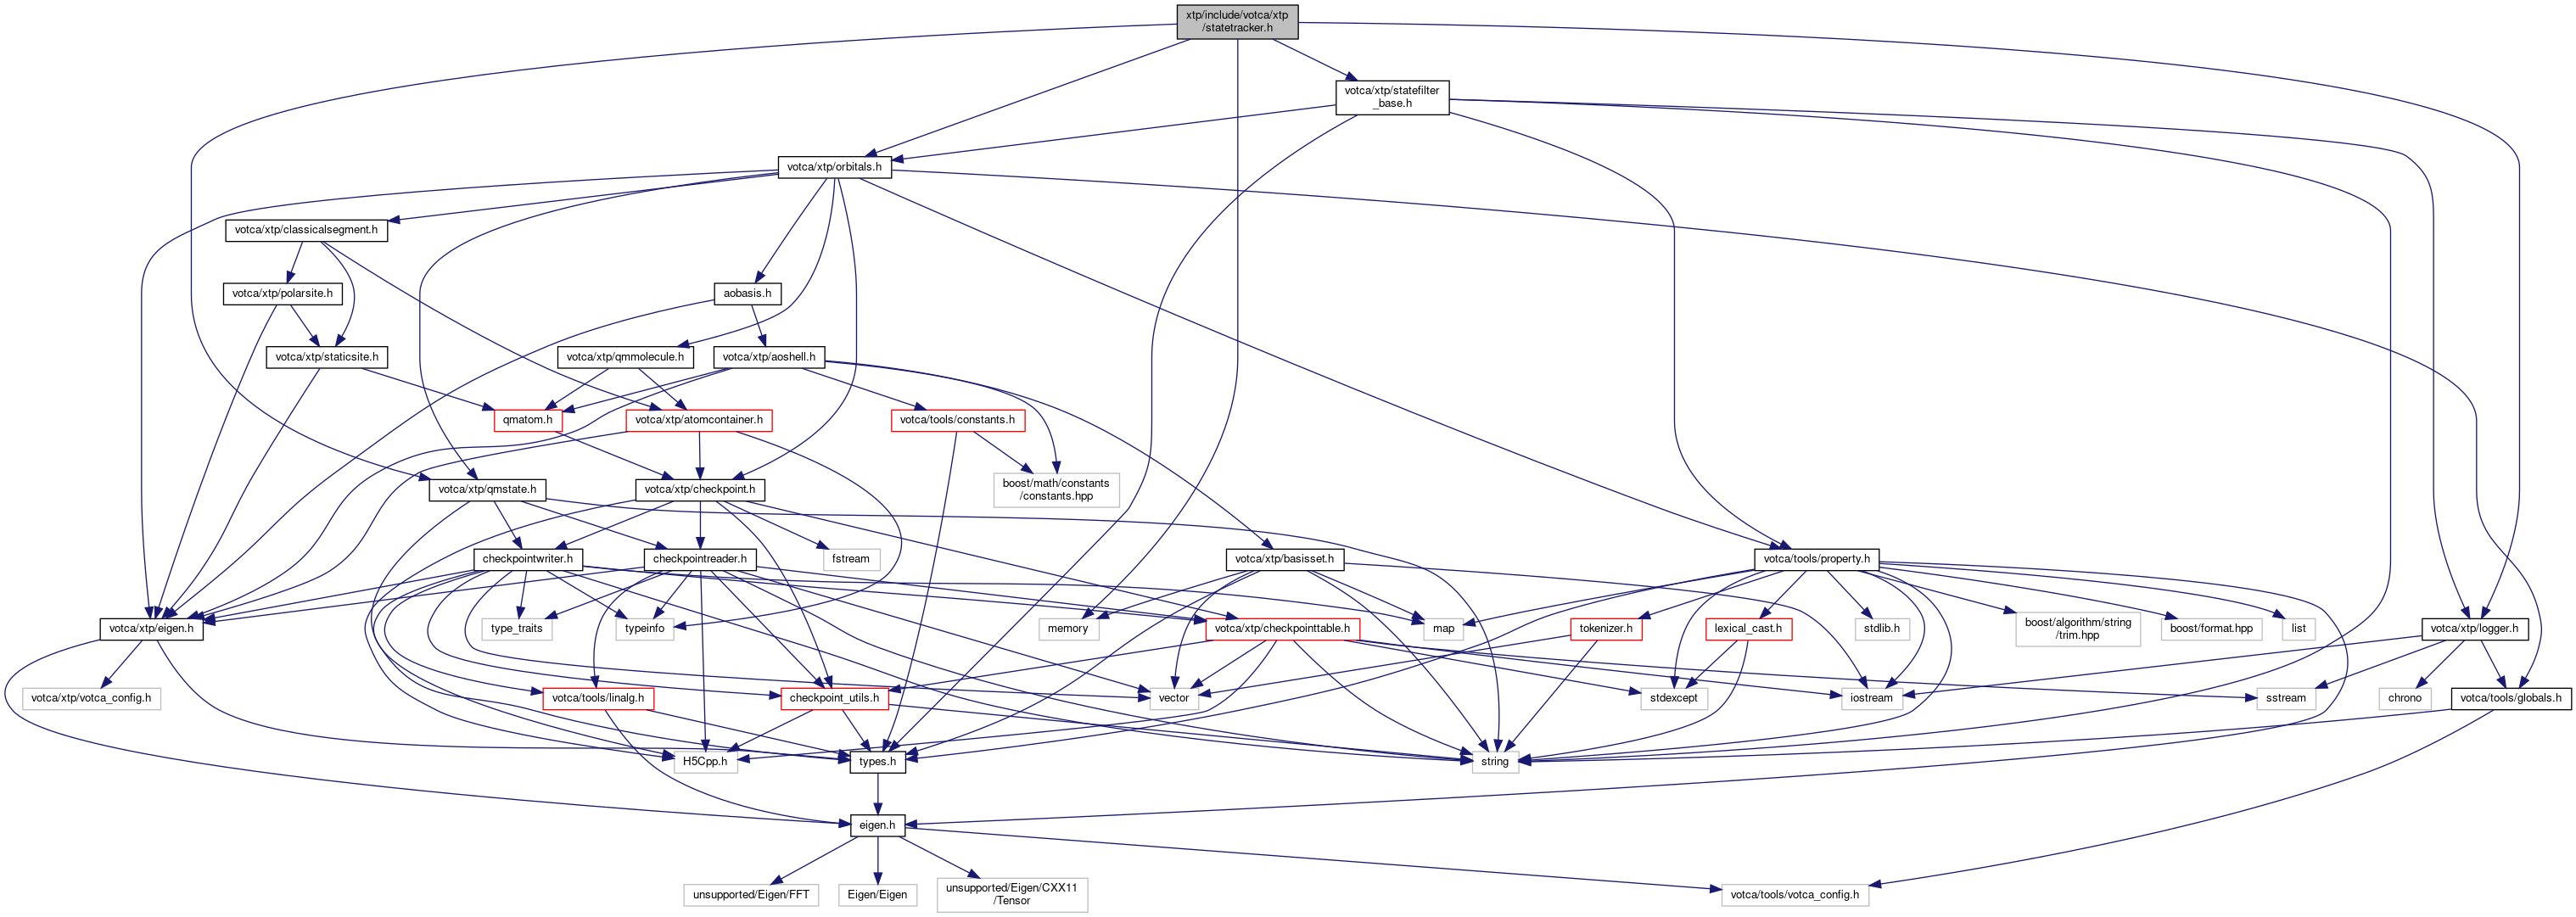 xtp/include/votca/xtp
/statetracker.h
votca/xtp/statefilter
_base.h
votca/xtp/orbitals.h
votca/xtp/classicalsegment.h
votca/xtp/polarsite.h
aobasis.h
votca/xtp/staticsite.h
votca/xtp/qmmolecule.h
votca/xtp/aoshell.h
qmatom.h
votca/xtp/atomcontainer.h
votca/tools/constants.h
votca/xtp/qmstate.h
votca/xtp/checkpoint.h
boost/math/constants
/constants.hpp
checkpointwriter.h
checkpointreader.h
fstream
votca/xtp/basisset.h
votca/tools/property.h
votca/xtp/eigen.h
type_traits
typeinfo
memory
votca/xtp/checkpointtable.h
map
tokenizer.h
lexical_cast.h
stdlib.h
boost/algorithm/string
/trim.hpp
boost/format.hpp
list
votca/xtp/logger.h
votca/xtp/votca_config.h
votca/tools/linalg.h
checkpoint_utils.h
vector
stdexcept
iostream
sstream
chrono
votca/tools/globals.h
H5Cpp.h
types.h
string
eigen.h
unsupported/Eigen/FFT
Eigen/Eigen
unsupported/Eigen/CXX11
/Tensor
votca/tools/votca_config.h